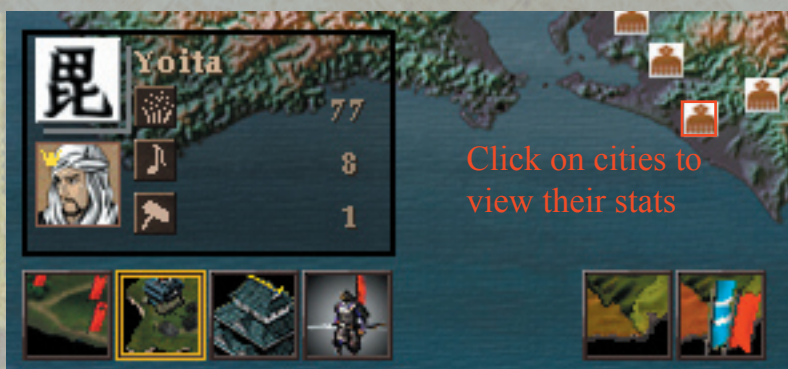 毘
Yoita
77
8
1
Click on cities to
view their stats